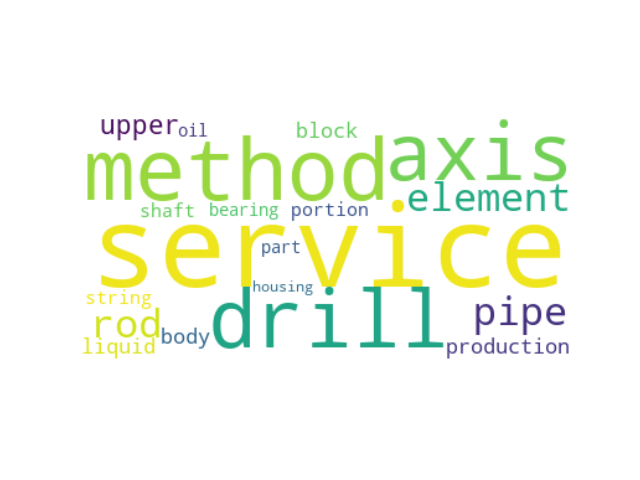 upper oil block axis
method element
shaft bearing portion
service
part
housing
string drill pipe
rod body production
liquid